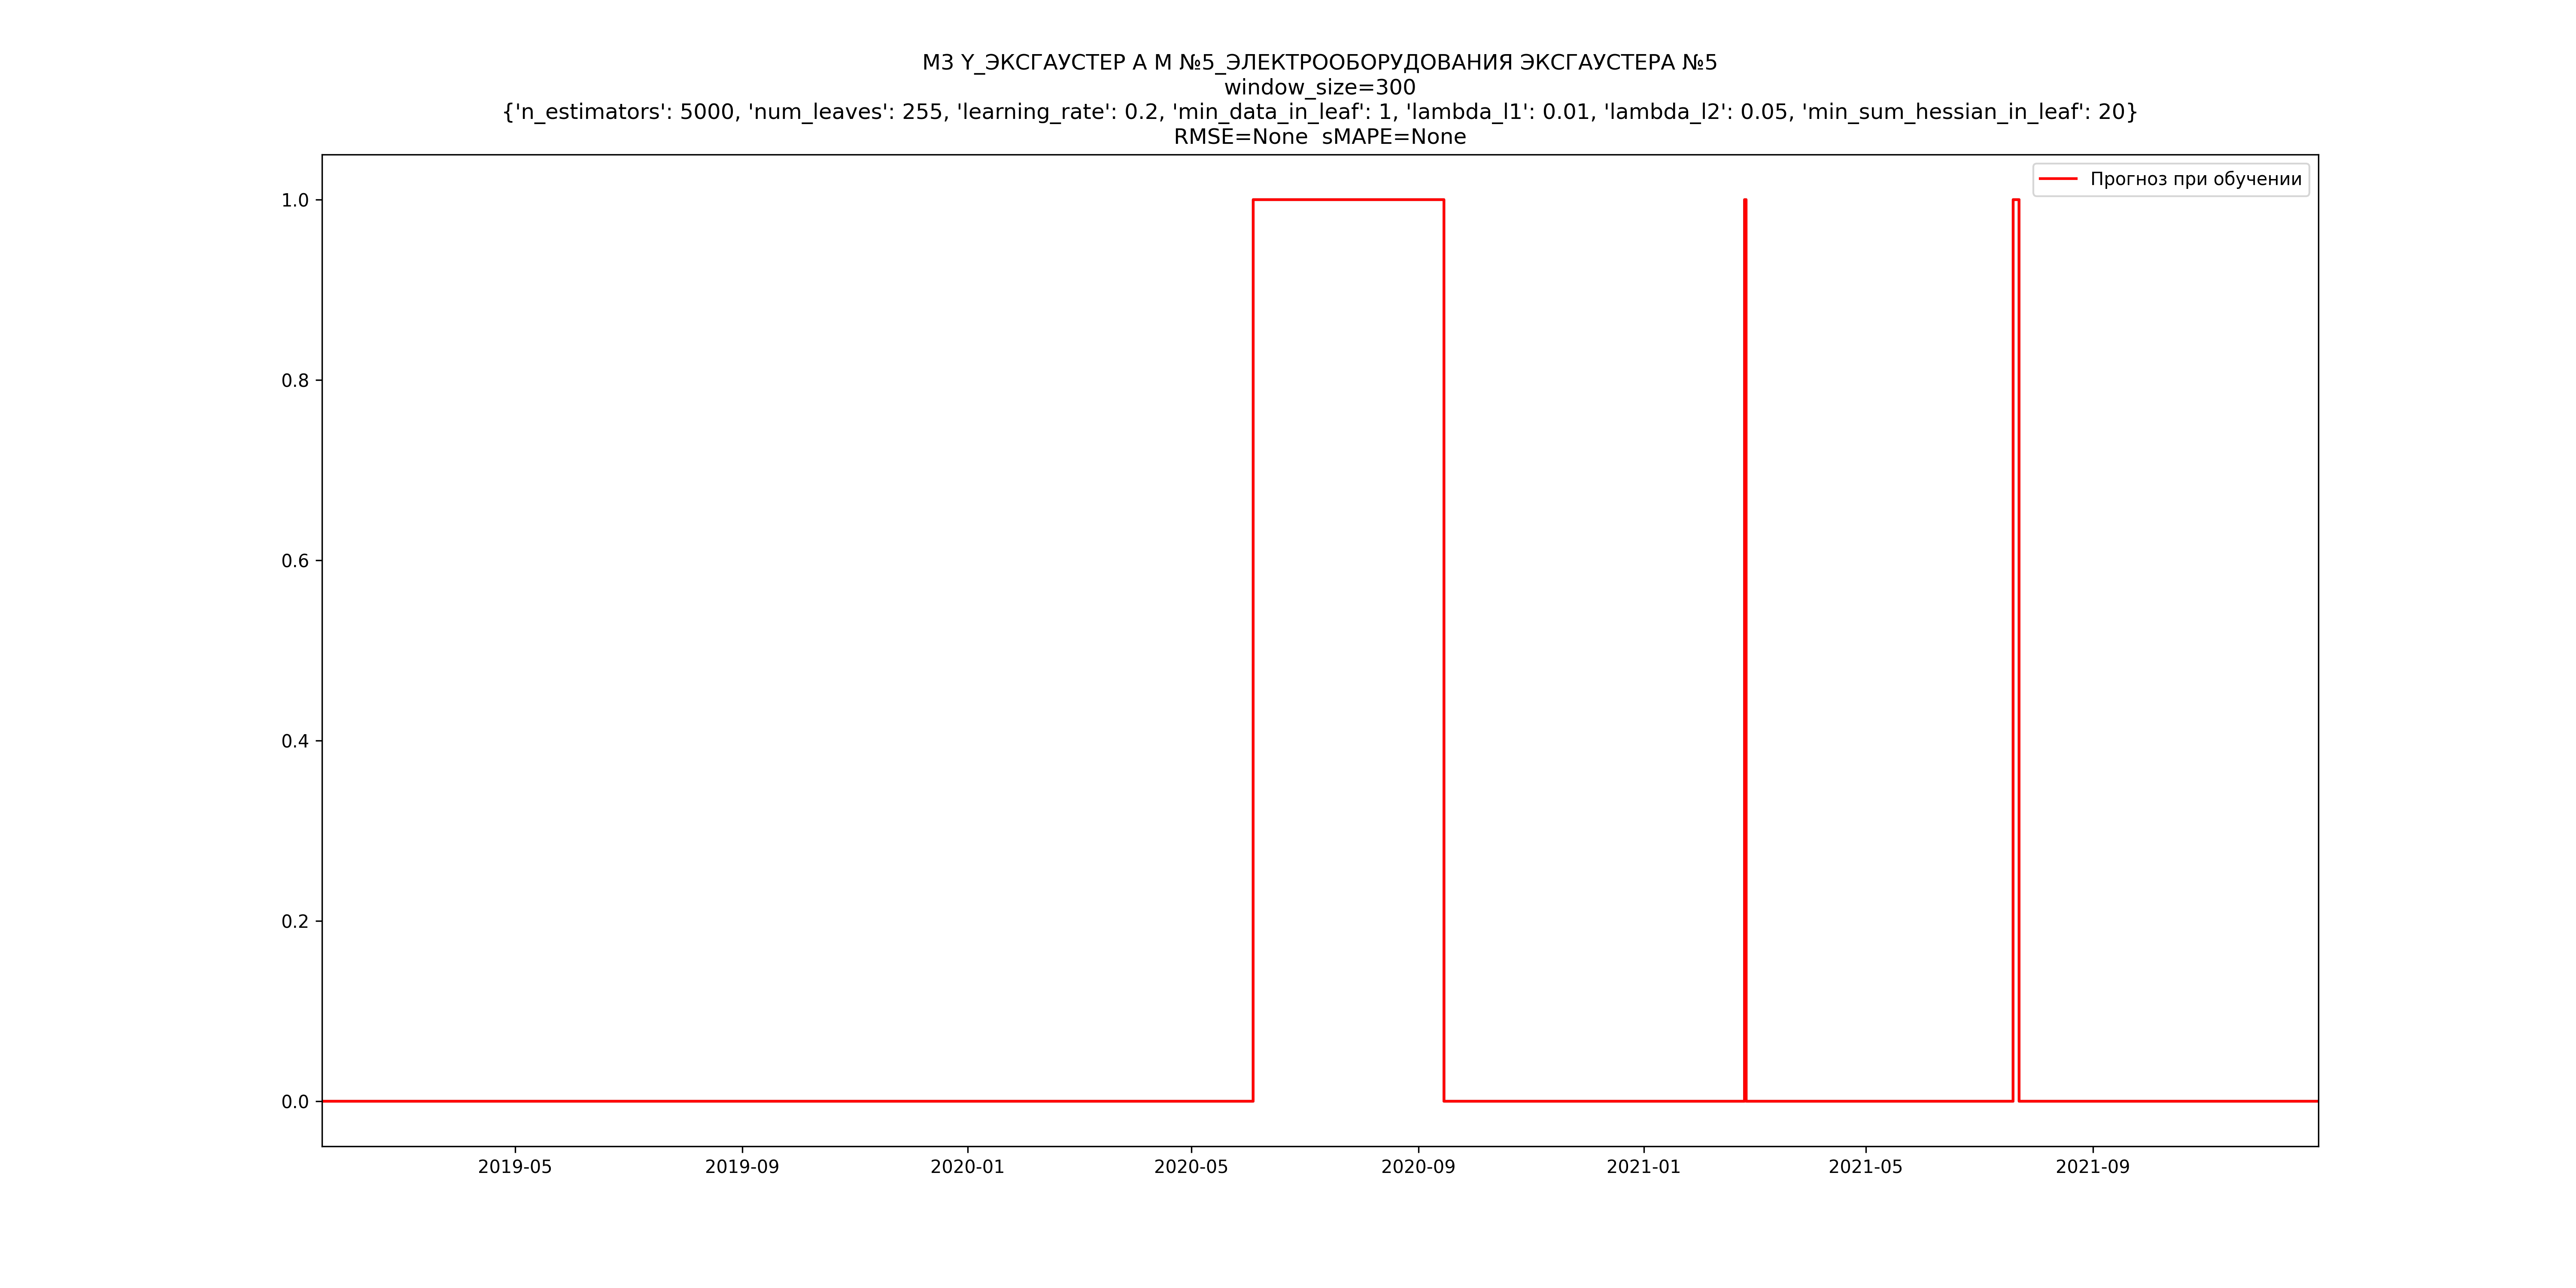 М3 Y_ЭКСГАУСТЕР А М №5_ЭЛЕКТРООБОРУДОВАНИЯ ЭКСГАУСТЕРА №5
window_size=300
{'n_estimators': 5000, 'num_leaves': 255, 'learning_rate': 0.2, 'min_data_in_leaf': 1, 'lambda_l1': 0.01, 'lambda_l2': 0.05, 'min_sum_hessian_in_leaf': 20}
RMSE=None  sMAPE=None
Прогноз при обучении
1.0
0.8
0.6
0.4
0.2
0.0
2019-05
2019-09
2020-01
2020-05
2020-09
2021-01
2021-05
2021-09